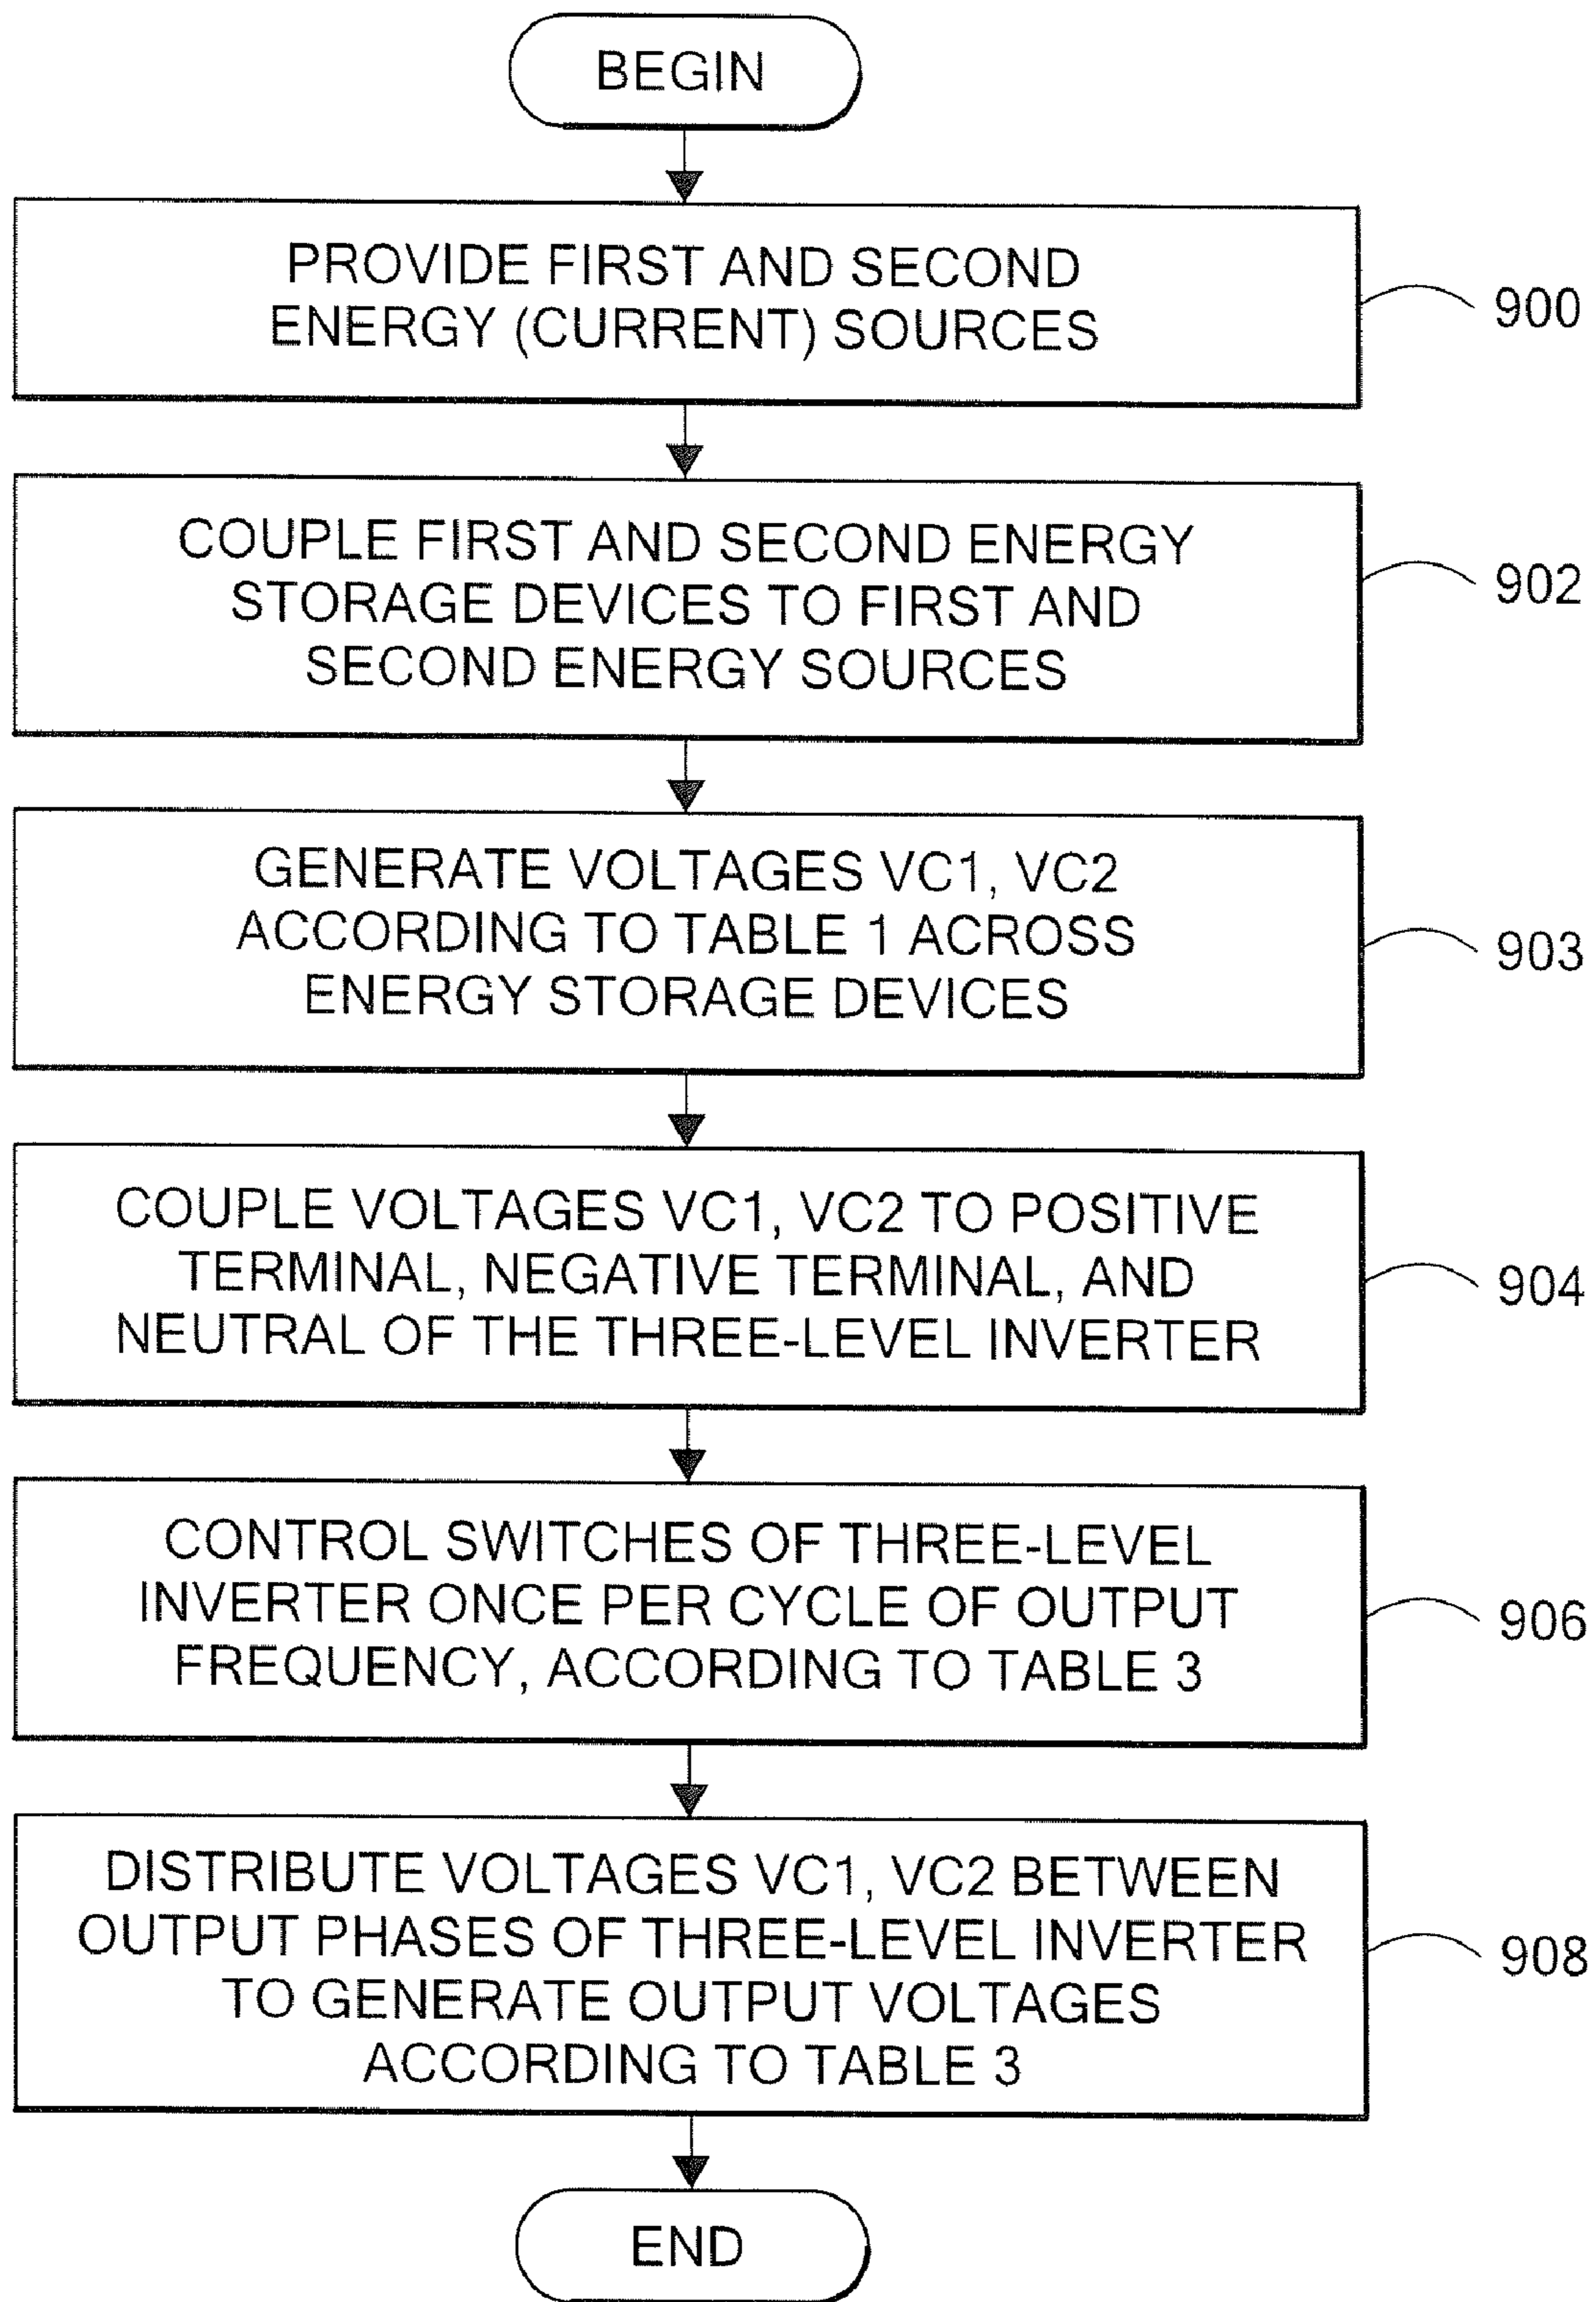 BEGIN
PROVIDE FIRST AND SECOND
ENERGY (CURRENT) SOURCES
900
COUPLE FIRST AND SECOND ENERGY
STORAGE DEVICES TO FIRST AND
SECOND ENERGY SOURCES
902
GENERATE VOLTAGES VC1, VC2
ACCORDING TO TABLE 1 ACROSS
ENERGY STORAGE DEVICES
903
COUPLE VOLTAGES VC1, VC2 TO POSITIVE
TERMINAL, NEGATIVE TERMINAL, AND
NEUTRAL OF THE THREE-LEVEL INVERTER
904
CONTROL SWITCHES OF THREE-LEVEL
INVERTER ONCE PER CYCLE OF OUTPUT
FREQUENCY, ACCORDING TO TABLE 3
906
DISTRIBUTE VOLTAGES VC1, VC2 BETWEEN
OUTPUT PHASES OF THREE-LEVEL INVERTER
TO GENERATE OUTPUT VOLTAGES
ACCORDING TO TABLE 3
908
END